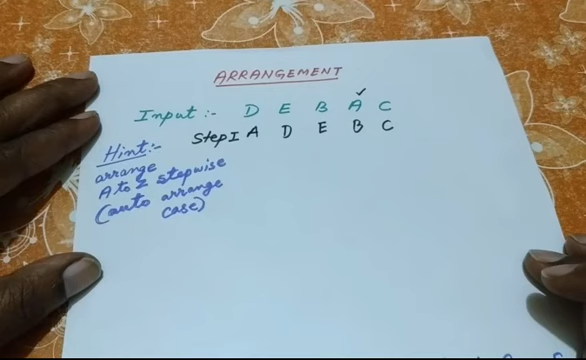 ARRANGEMENT
Input :- D E B A ✓ C
Step I A D E B C
Hint:-
arrange
A to Z stepwise
(auto arrange
case)